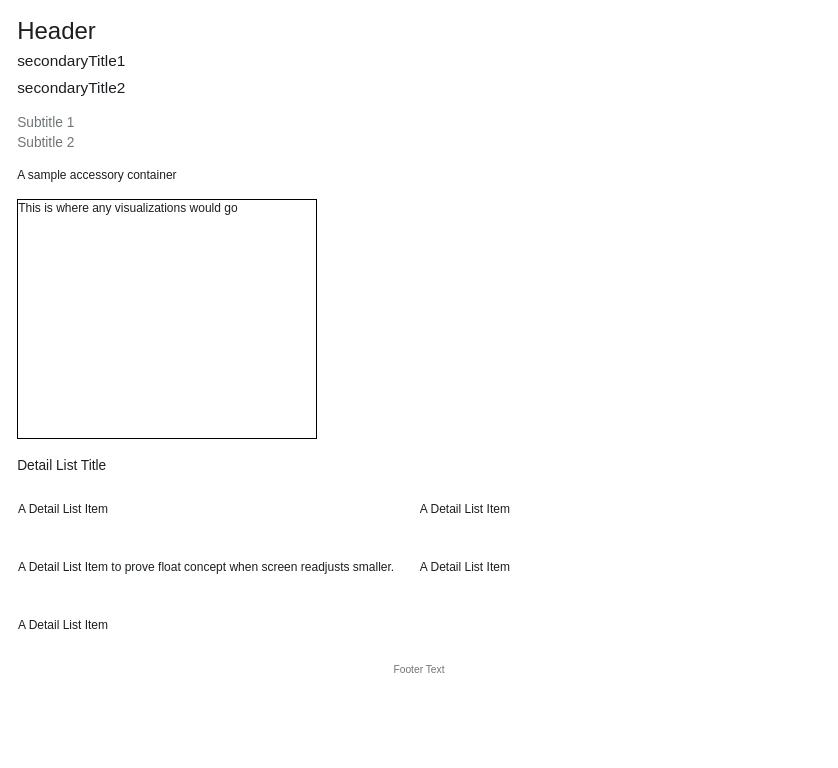 Header
secondaryTitle1
secondaryTitle2
Subtitle 1
Subtitle 2
A sample accessory container
This is where any visualizations would go
Detail List Title
A Detail List Item
A Detail List Item
A Detail List Item to prove float concept when screen readjusts smaller.
A Detail List Item
A Detail List Item
Footer Text